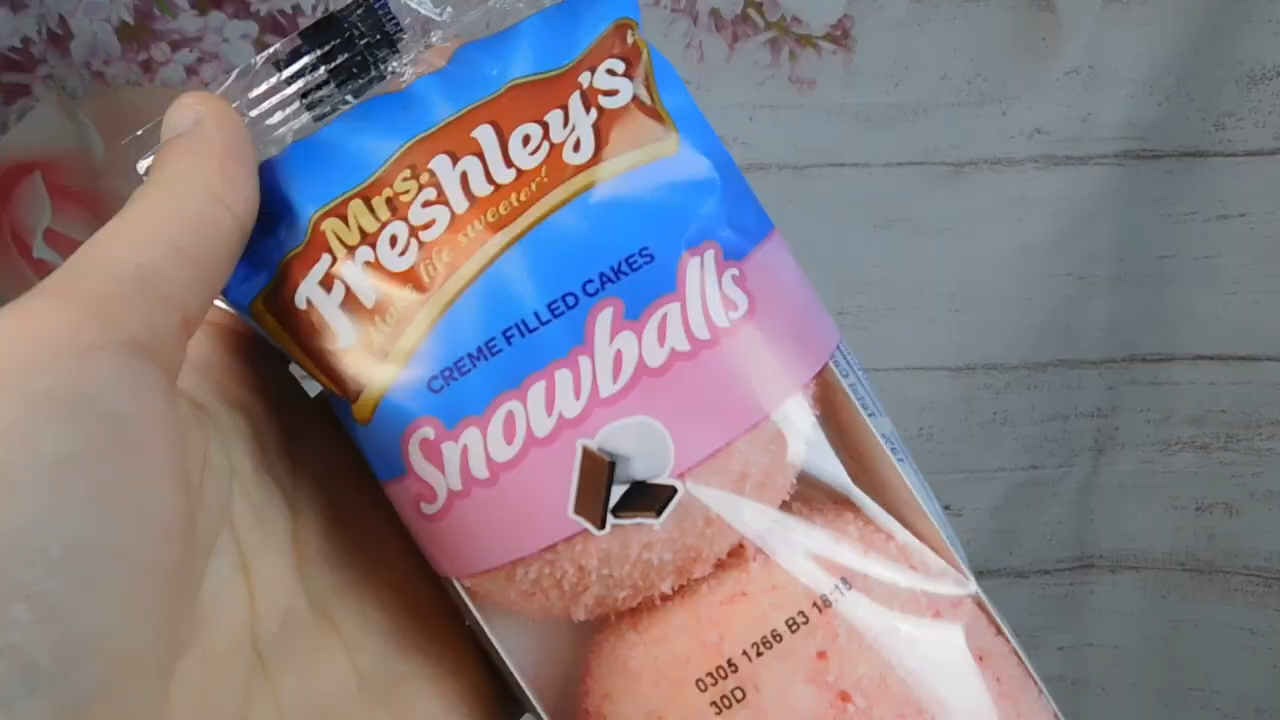 Mrs.
Freshley's
Make life sweeter!
CREME FILLED CAKES
Snowballs
0305 1266 B3 18:18
30D